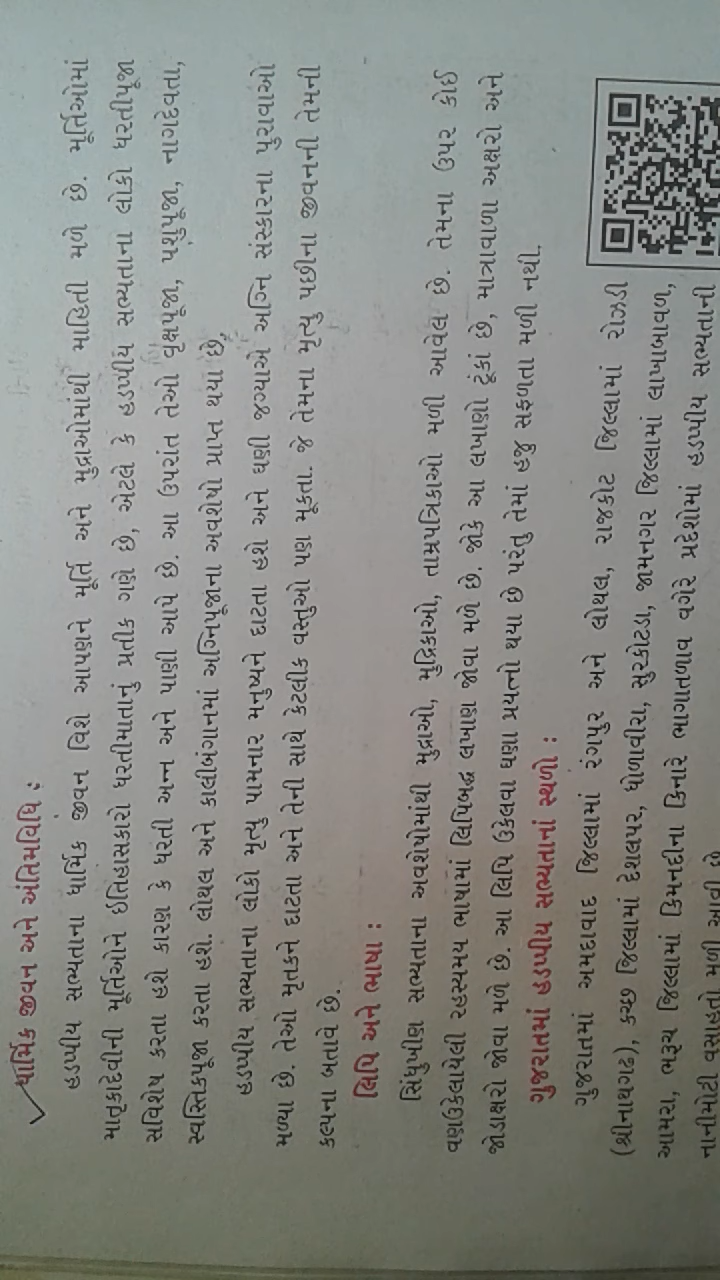 ધાર્મિક જીવન અને અંતિમવિધિ :
હડપ્પીય સભ્યતાના ધાર્મિક જીવન વિશે આપણને મૂર્તિ અને મુદ્રાઓમાંથી માહિતી મળે છે. મૂર્તિઓમાં
માતૃકાદેવીની મૂર્તિઓને ઇતિહાસકારો ધરતીમાતાનું પ્રતીક ગણે છે, એટલે કે હડપ્પીય સભ્યતાના લોકો ધરતીપૂજા
સવિશેષ કરતા હશે કારણ કે ધરતી અન્ન અને પાણી આપે છે. આ ઉપરાંત તેઓ વૃક્ષપૂજા, પશુપૂજા, નાગદેવતા,
સ્વસ્તિકપૂજા કરતા હશે. લોથલ અને કાલીબંગાનમાં અગ્નિપૂજાના અવશેષો પ્રાપ્ત થયા છે.
હડપ્પીય સભ્યતાના લોકો મૃત્યુ પામનાર મનુષ્યને દાટતા હશે અને ઘણી જગ્યાએ અગ્નિ સંસ્કારના પુરાવાઓ
મળ્યા છે. તેઓ મૃતકને દાટતા અને તેની સાથે કેટલીક વસ્તુઓ પણ મૂકતા. જે તેમના મૃત્યુ પછીના જીવનની તેમની
કલ્પના બતાવે છે.
લિપિ અને ભાષા :
સિંધુખીણ સભ્યતાના અવશેષોમાંથી મુદ્રાઓ, મુદ્રિકાઓ, તામ્રપત્રિકાઓ મળી આવેલ છે. તેમના ઉપર કોઈ
વણઉકેલાયેલી રહસ્યમય ભાષામાં લિપિબદ્ધ લખાણ જોવા મળે છે. જોકે આ લખાણો ટૂંકાં છે, માત્રાવાળા અક્ષરો અને
જોડાક્ષરો જોવા મળે છે. આ લિપિ ઉકેલવા ઘણા પ્રયત્નો થયા છે પરંતુ તેમાં હજુ સફળતા મળી નથી.
ગુજરાતમાં હડપ્પીય સભ્યતાનાં સ્થળો :
ગુજરાતમાં અમદાવાદ જિલ્લામાં રંગપુર અને લોથલ, રાજકોટ જિલ્લામાં રોઝડી
(શ્રીનાથગઢ), કચ્છ જિલ્લામાં દેશલપર, ધોળાવીરા, સુરકોટડા, જામનગર જિલ્લામાં લાખાબાવળ,
આમરા, ભરૂચ જિલ્લામાં કિમનદીના કિનારે ભાગાતળાવ વગેરે પ્રદેશોમાં હડપ્પીય સભ્યતાની
નાનીમોટી વસાહતો મળી આવી છે